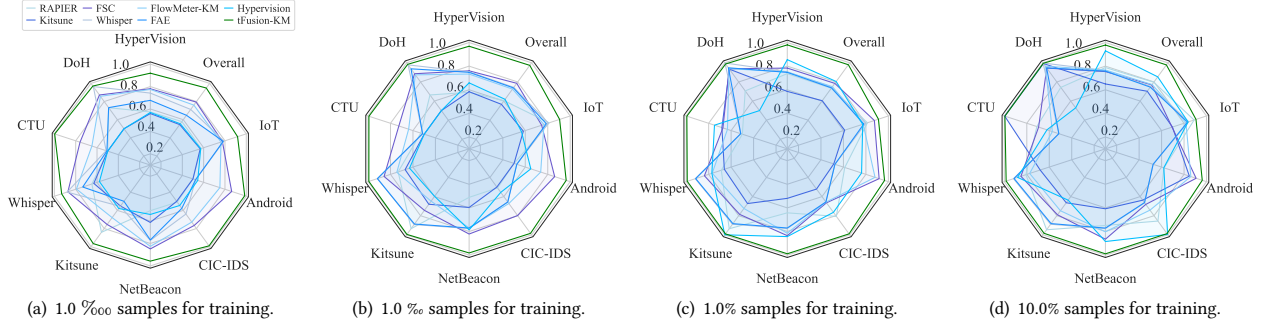 RAPIER FSC FlowMeter-KM Hypervision
Kitsune Whisper FAE tFusion-KM
HyperVision
Overall
IoT
Android
CIC-IDS
NetBeacon
Kitsune
Whisper
CTU
DoH
1.0
0.8
0.6
0.4
0.2
(a) 1.0 ‱ samples for training.
HyperVision
Overall
IoT
Android
CIC-IDS
NetBeacon
Kitsune
Whisper
CTU
DoH
1.0
0.8
0.6
0.4
0.2
(b) 1.0 ‰ samples for training.
HyperVision
Overall
IoT
Android
CIC-IDS
NetBeacon
Kitsune
Whisper
CTU
DoH
1.0
0.8
0.6
0.4
0.2
(c) 1.0% samples for training.
HyperVision
Overall
IoT
Android
CIC-IDS
NetBeacon
Kitsune
Whisper
CTU
DoH
1.0
0.8
0.6
0.4
0.2
(d) 10.0% samples for training.